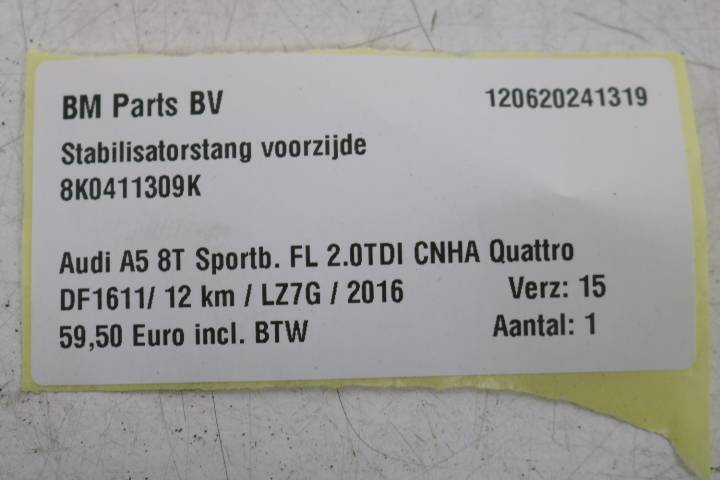 BM Parts BV 120620241319
Stabilisatorstang voorzijde
8K0411309K
Audi A5 8T Sportb. FL 2.0TDI CNHA Quattro
DF1611/ 12 km / LZ7G / 2016 Verz: 15
59,50 Euro incl. BTW Aantal: 1